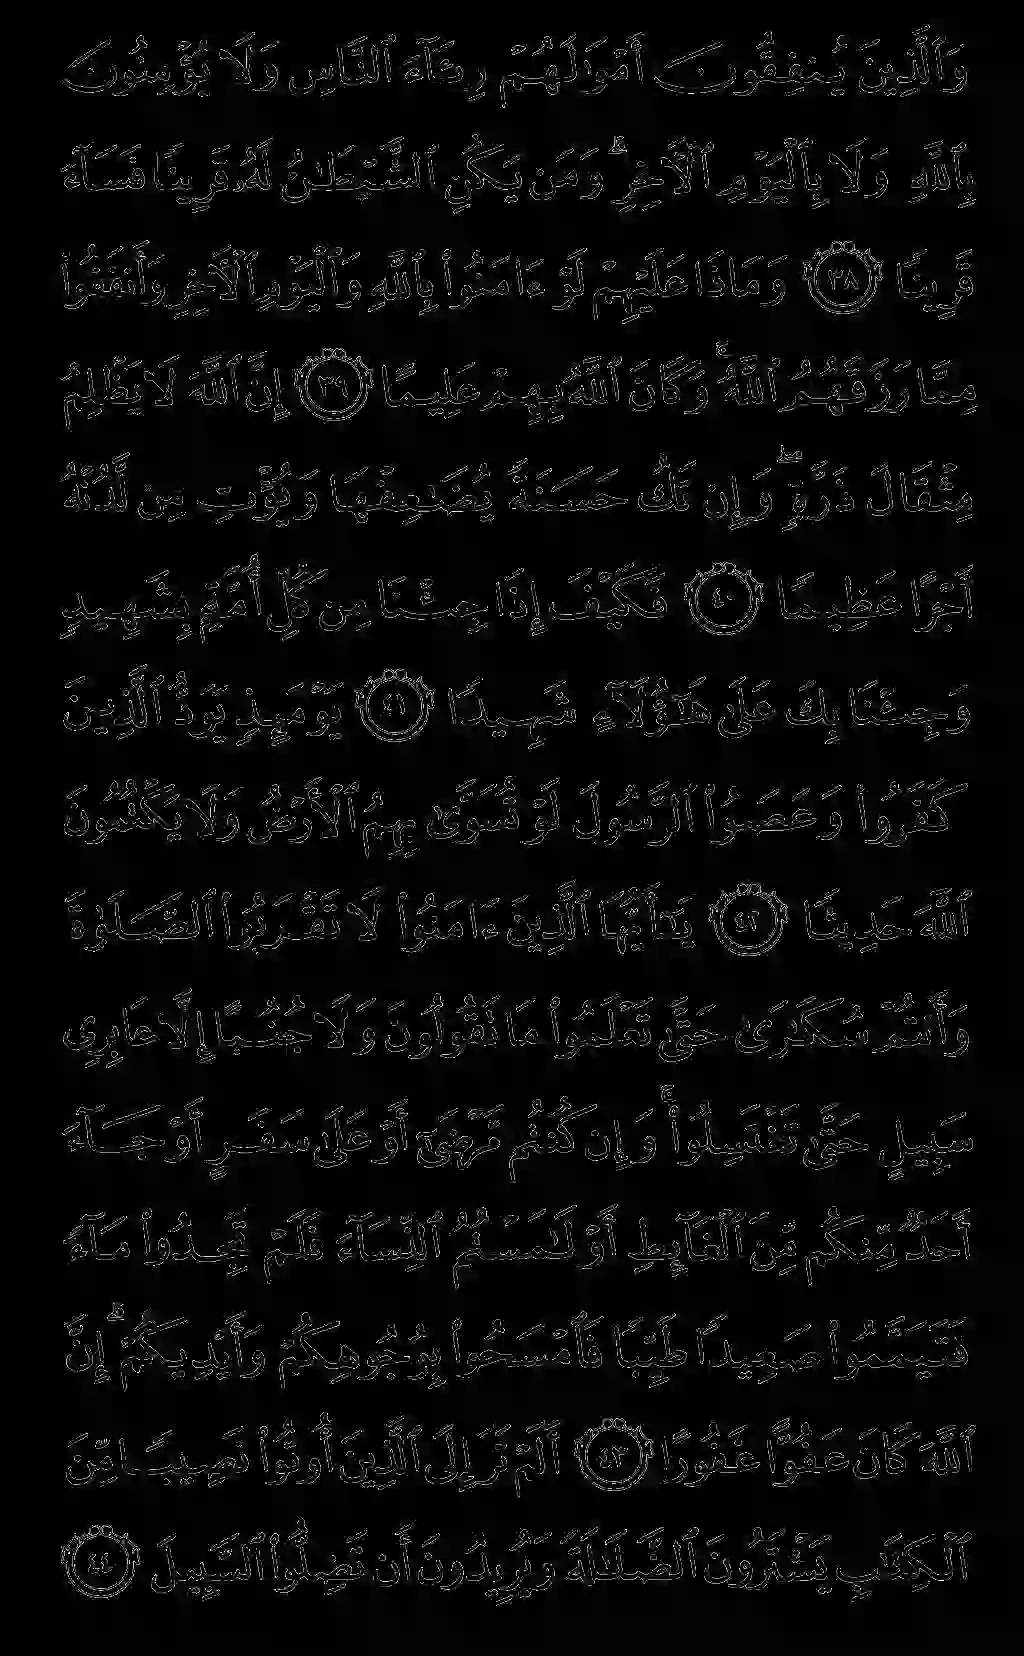 وَٱلَّذِينَ يُنفِقُونَ أَمْوَٰلَهُمْ رِئَآءَ ٱلنَّاسِ وَلَا يُؤْمِنُونَ
بِٱللَّهِ وَلَا بِٱلْيَوْمِ ٱلْءَاخِرِ ۗ وَمَن يَكُنِ ٱلشَّيْطَٰنُ لَهُۥ قَرِينًا فَسَآءَ
قَرِينًا ٣٨ وَمَاذَا عَلَيْهِمْ لَوْ ءَامَنُوا۟ بِٱللَّهِ وَٱلْيَوْمِ ٱلْءَاخِرِ وَأَنفَقُوا۟
مِمَّا رَزَقَهُمُ ٱللَّهُ ۚ وَكَانَ ٱللَّهُ بِهِمْ عَلِيمًا ٣٩ إِنَّ ٱللَّهَ لَا يَظْلِمُ
مِثْقَالَ ذَرَّةٍ ۖ وَإِن تَكُ حَسَنَةً يُضَٰعِفْهَا وَيُؤْتِ مِن لَّدُنْهُ
أَجْرًا عَظِيمًا ٤٠ فَكَيْفَ إِذَا جِئْنَا مِن كُلِّ أُمَّةٍۭ بِشَهِيدٍ
وَجِئْنَا بِكَ عَلَىٰ هَٰٓؤُلَآءِ شَهِيدًا ٤١ يَوْمَئِذٍ يَوَدُّ ٱلَّذِينَ
كَفَرُوا۟ وَعَصَوُا۟ ٱلرَّسُولَ لَوْ تُسَوَّىٰ بِهِمُ ٱلْأَرْضُ وَلَا يَكْتُمُونَ
ٱللَّهَ حَدِيثًا ٤٢ يَٰٓأَيُّهَا ٱلَّذِينَ ءَامَنُوا۟ لَا تَقْرَبُوا۟ ٱلصَّلَوٰةَ
وَأَنتُمْ سُكَٰرَىٰ حَتَّىٰ تَعْلَمُوا۟ مَا تَقُولُونَ وَلَا جُنُبًا إِلَّا عَابِرِى
سَبِيلٍ حَتَّىٰ تَغْتَسِلُوا۟ ۚ وَإِن كُنتُم مَّرْضَىٰٓ أَوْ عَلَىٰ سَفَرٍ أَوْ جَآءَ
أَحَدٌ مِّنكُم مِّنَ ٱلْغَآئِطِ أَوْ لَٰمَسْتُمُ ٱلنِّسَآءَ فَلَمْ تَجِدُوا۟ مَآءً
فَتَيَمَّمُوا۟ صَعِيدًا طَيِّبًا فَٱمْسَحُوا۟ بِوُجُوهِكُمْ وَأَيْدِيكُمْ ۗ إِنَّ
ٱللَّهَ كَانَ عَفُوًّا غَفُورًا ٤٣ أَلَمْ تَرَ إِلَى ٱلَّذِينَ أُوتُوا۟ نَصِيبًا مِّنَ
ٱلْكِتَٰبِ يَشْتَرُونَ ٱلضَّلَٰلَةَ وَيُرِيدُونَ أَن تَضِلُّوا۟ ٱلسَّبِيلَ ٤٤